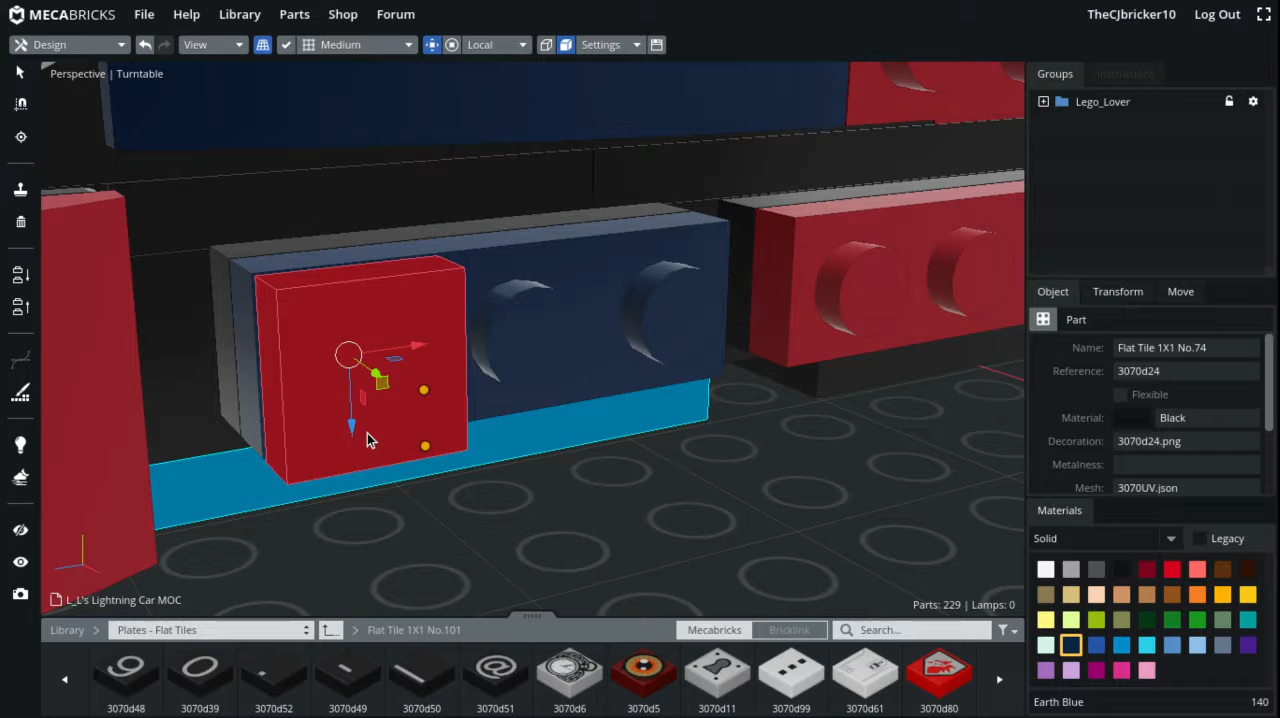 MECABRICKS File Help Library Parts Shop Forum TheCJbricker10 Log Out
Design View Medium Local Settings
Perspective | Turntable
Groups Instructions
Lego_Lover
Object Transform Move
Part
Name: Flat Tile 1X1 No.74
Reference: 3070d24
Flexible
Material: Black
Decoration: 3070d24.png
Metalness:
Mesh: 3070UV.json
Materials
Solid Legacy
Earth Blue 140
L_L's Lightning Car MOC
Parts: 229 | Lamps: 0
Library Plates - Flat Tiles Flat Tile 1X1 No.101 Mecabricks Bricklink Search...
9 0 . - \ @
3070d48 3070d39 3070d52 3070d49 3070d50 3070d51 3070d6 3070d5 3070d11 3070d99 3070d61 3070d80